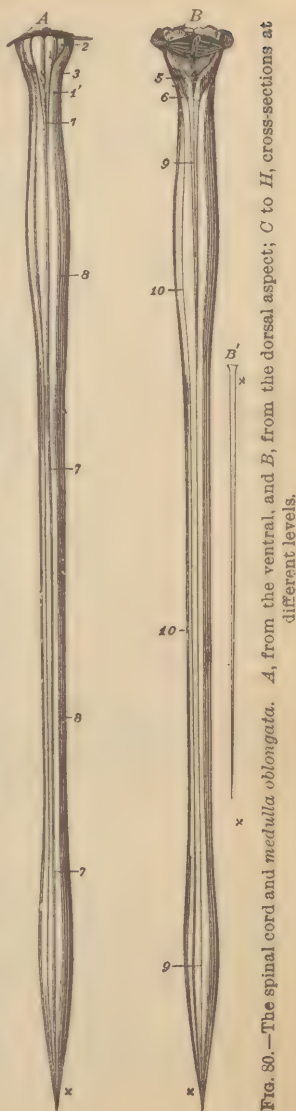 A
B
2
3
1'
7
5
6
9
8
10
B'
x
7
10
8
x
7
9
x
x
FIG. 80.—The spinal cord and medulla oblongata. A, from the ventral, and B, from the dorsal aspect; C to H, cross-sections at
different levels.